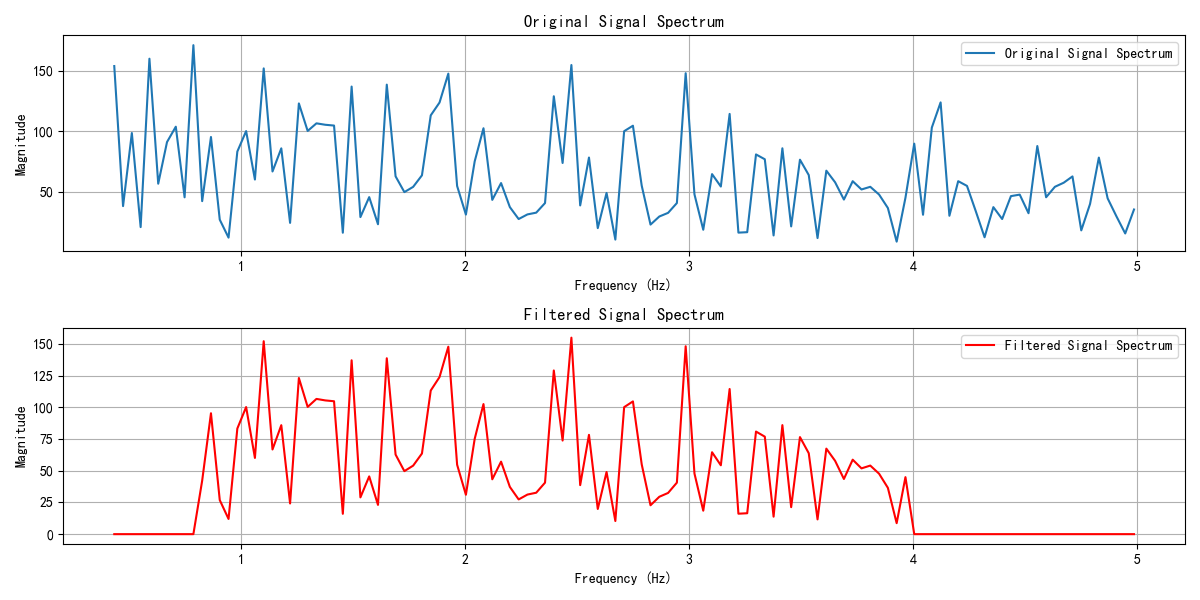 Original Signal Spectrum
Original Signal Spectrum
Magnitude
150
100
50
1 2 3 4 5
Frequency (Hz)
Filtered Signal Spectrum
Filtered Signal Spectrum
Magnitude
150
125
100
75
50
25
0
1 2 3 4 5
Frequency (Hz)